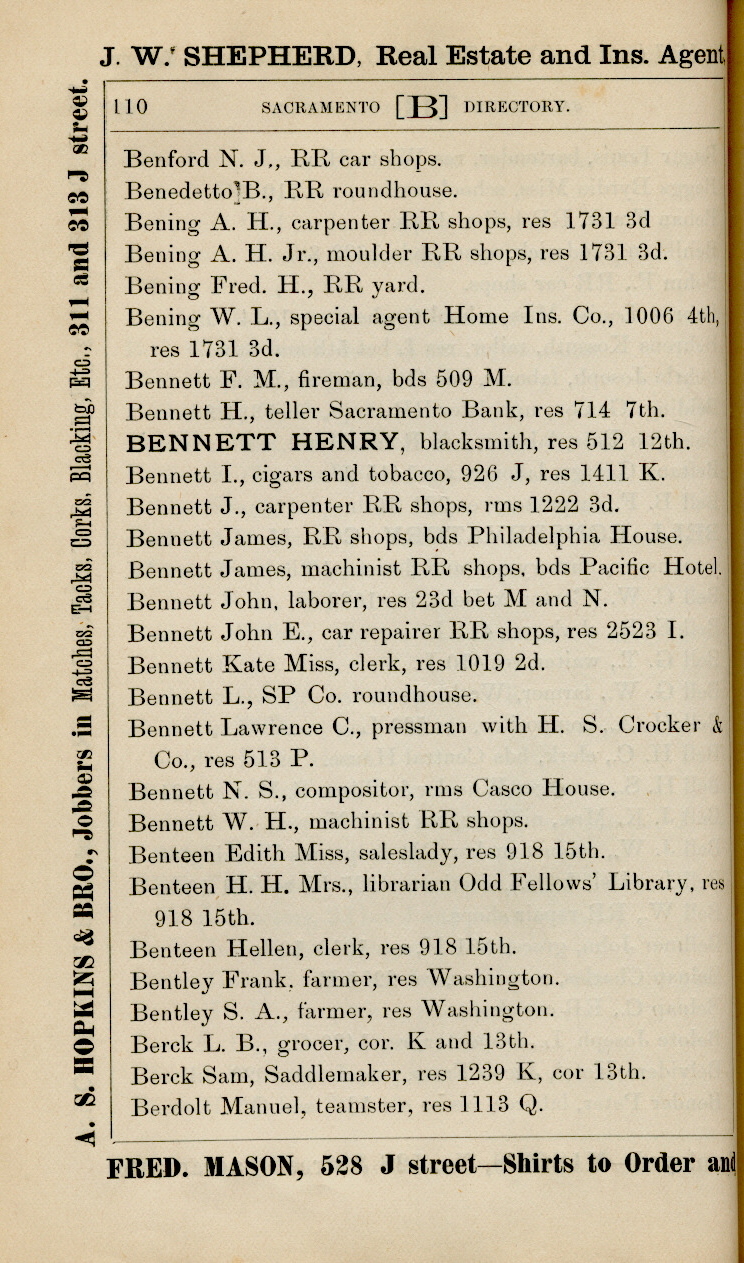 J. W. SHEPHERD, Real Estate and Ins. Agent,
110 SACRAMENTO [B] DIRECTORY.
Benford N. J., RR car shops.
Benedetto B., RR roundhouse.
Bening A. H., carpenter RR shops, res 1731 3d
Bening A. H. Jr., moulder RR shops, res 1731 3d.
Bening Fred. H., RR yard.
Bening W. L., special agent Home Ins. Co., 1006 4th,
res 1731 3d.
Bennett F. M., fireman, bds 509 M.
Bennett H., teller Sacramento Bank, res 714 7th.
BENNETT HENRY, blacksmith, res 512 12th.
Bennett I., cigars and tobacco, 926 J, res 1411 K.
Bennett J., carpenter RR shops, rms 1222 3d.
Bennett James, RR shops, bds Philadelphia House.
Bennett James, machinist RR shops, bds Pacific Hotel.
Bennett John, laborer, res 23d bet M and N.
Bennett John E., car repairer RR shops, res 2523 I.
Bennett Kate Miss, clerk, res 1019 2d.
Bennett L., SP Co. roundhouse.
Bennett Lawrence C., pressman with H. S. Crocker &
Co., res 513 P.
Bennett N. S., compositor, rms Casco House.
Bennett W. H., machinist RR shops.
Benteen Edith Miss, saleslady, res 918 15th.
Benteen H. H. Mrs., librarian Odd Fellows' Library, res
918 15th.
Benteen Hellen, clerk, res 918 15th.
Bentley Frank, farmer, res Washington.
Bentley S. A., farmer, res Washington.
Berck L. B., grocer, cor. K and 13th.
Berck Sam, Saddlemaker, res 1239 K, cor 13th.
Berdolt Manuel, teamster, res 1113 Q.
FRED. MASON, 528 J street—Shirts to Order and
A. S. HOPKINS & BRO., Jobbers in Matches, Tacks, Corks, Blacking, Etc., 311 and 313 J street.